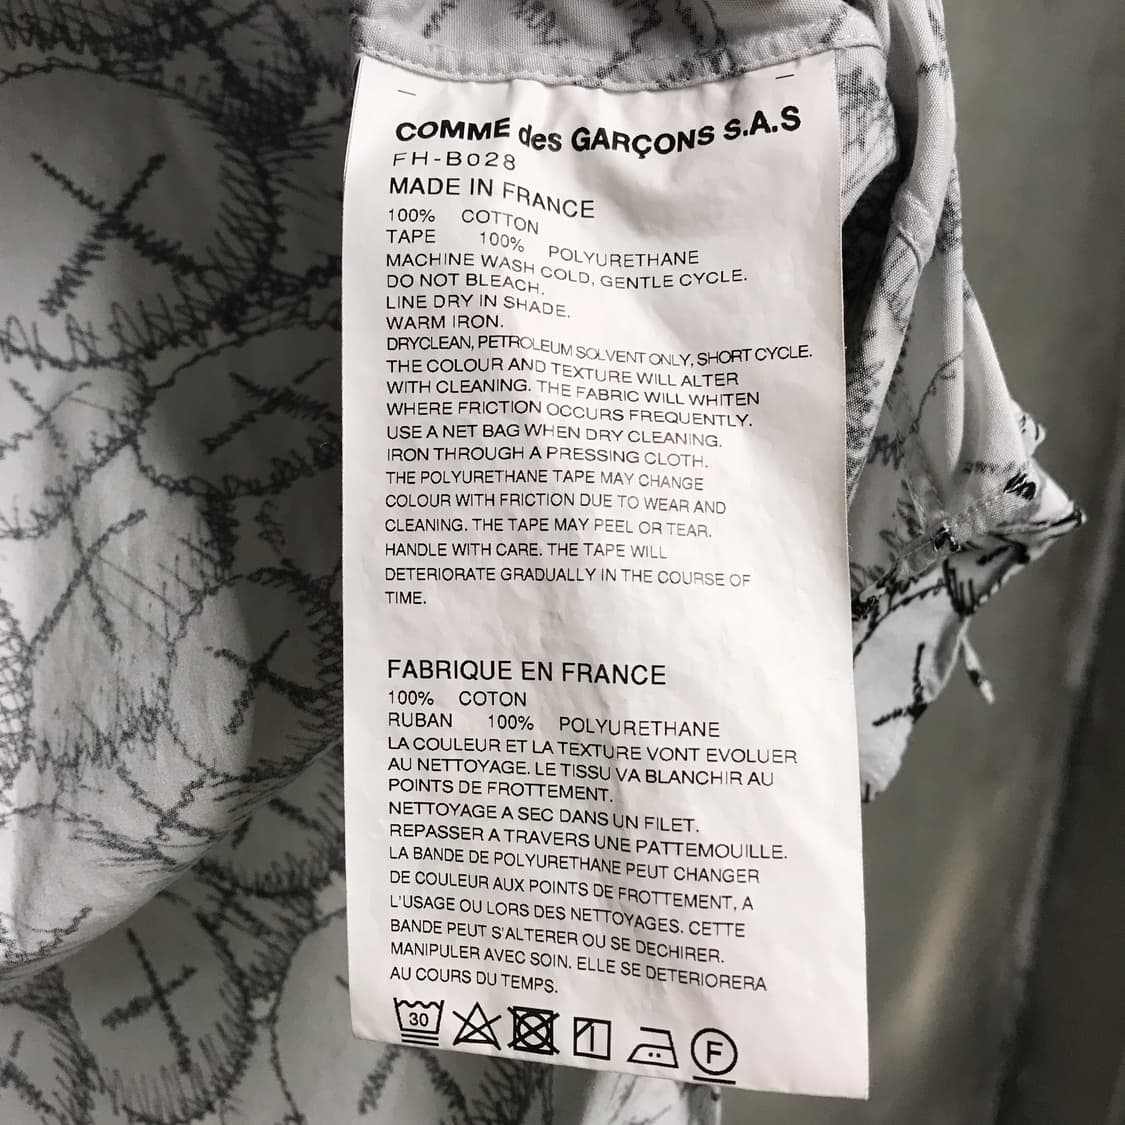 COMME des GARÇONS S.A.S
FH-B028
MADE IN FRANCE
100% COTTON
TAPE 100% POLYURETHANE
MACHINE WASH COLD, GENTLE CYCLE.
DO NOT BLEACH.
LINE DRY IN SHADE.
WARM IRON.
DRYCLEAN, PETROLEUM SOLVENT ONLY, SHORT CYCLE.
THE COLOUR AND TEXTURE WILL ALTER
WITH CLEANING. THE FABRIC WILL WHITEN
WHERE FRICTION OCCURS FREQUENTLY.
USE A NET BAG WHEN DRY CLEANING.
IRON THROUGH A PRESSING CLOTH.
THE POLYURETHANE TAPE MAY CHANGE
COLOUR WITH FRICTION DUE TO WEAR AND
CLEANING. THE TAPE MAY PEEL OR TEAR.
HANDLE WITH CARE. THE TAPE WILL
DETERIORATE GRADUALLY IN THE COURSE OF
TIME.
FABRIQUE EN FRANCE
100% COTON
RUBAN 100% POLYURETHANE
LA COULEUR ET LA TEXTURE VONT EVOLUER
AU NETTOYAGE. LE TISSU VA BLANCHIR AU
POINTS DE FROTTEMENT.
NETTOYAGE A SEC DANS UN FILET.
REPASSER A TRAVERS UNE PATTEMOUILLE.
LA BANDE DE POLYURETHANE PEUT CHANGER
DE COULEUR AUX POINTS DE FROTTEMENT, A
L'USAGE OU LORS DES NETTOYAGES. CETTE
BANDE PEUT S'ALTERER OU SE DECHIRER.
MANIPULER AVEC SOIN. ELLE SE DETERIORERA
AU COURS DU TEMPS.
30 F